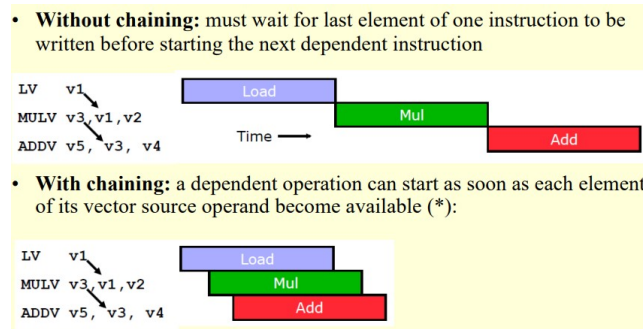 • Without chaining: must wait for last element of one instruction to be
written before starting the next dependent instruction
LV v1
Load
MULV v3,v1,v2
Mul
Time
ADDV v5, v3, v4
Add
• With chaining: a dependent operation can start as soon as each element
of its vector source operand become available (*):
LV v1
Load
MULV v3,v1,v2
Mul
ADDV v5, v3, v4
Add